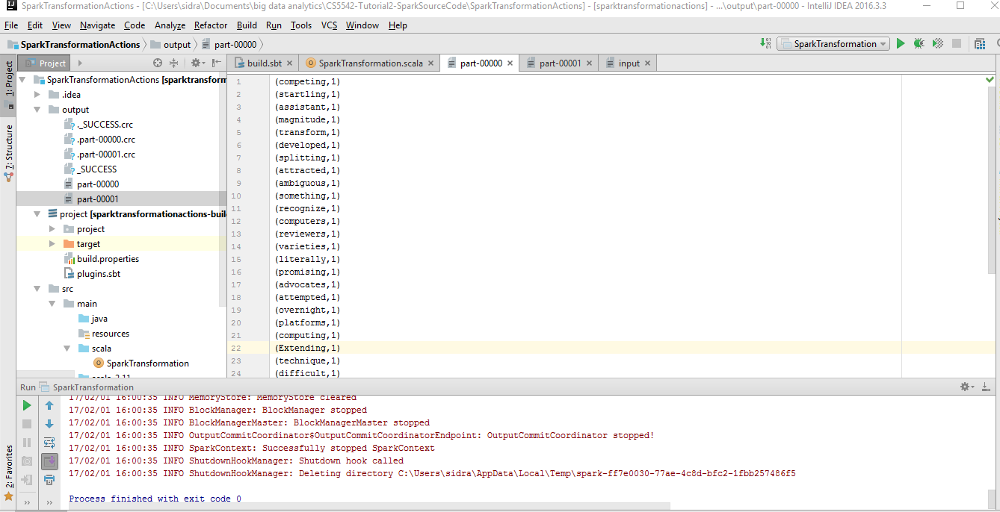 SparkTransformationActions - [C:\Users\sidra\Documents\big data analytics\CS5542-Tutorial2-SparkSourceCode\SparkTransformationActions] - [sparktransformationactions] - ...\output\part-00000 - IntelliJ IDEA 2016.3.3
File Edit View Navigate Code Analyze Refactor Build Run Tools VCS Window Help
SparkTransformationActions output part-00000 SparkTransformation
Project build.sbt SparkTransformation.scala part-00000 part-00001 input
1: Project
7: Structure
2: Favorites
SparkTransformationActions [sparktransform
.idea
output
._SUCCESS.crc
.part-00000.crc
.part-00001.crc
_SUCCESS
part-00000
part-00001
project [sparktransformationactions-buil
project
target
build.properties
plugins.sbt
src
main
java
resources
scala
SparkTransformation
scala-2.11
1 (competing,1)
2 (startling,1)
3 (assistant,1)
4 (magnitude,1)
5 (transform,1)
6 (developed,1)
7 (splitting,1)
8 (attracted,1)
9 (ambiguous,1)
10 (something,1)
11 (recognize,1)
12 (computers,1)
13 (reviewers,1)
14 (varieties,1)
15 (literally,1)
16 (promising,1)
17 (advocates,1)
18 (attempted,1)
19 (overnight,1)
20 (platforms,1)
21 (computing,1)
22 (Extending,1)
23 (technique,1)
24 (difficult,1)
Run SparkTransformation
17/02/01 16:00:35 INFO MemoryStore: MemoryStore cleared
17/02/01 16:00:35 INFO BlockManager: BlockManager stopped
17/02/01 16:00:35 INFO BlockManagerMaster: BlockManagerMaster stopped
17/02/01 16:00:35 INFO OutputCommitCoordinator$OutputCommitCoordinatorEndpoint: OutputCommitCoordinator stopped!
17/02/01 16:00:35 INFO SparkContext: Successfully stopped SparkContext
17/02/01 16:00:35 INFO ShutdownHookManager: Shutdown hook called
17/02/01 16:00:35 INFO ShutdownHookManager: Deleting directory C:\Users\sidra\AppData\Local\Temp\spark-ff7e0030-77ae-4c8d-bfc2-1fbb257486f5
Process finished with exit code 0